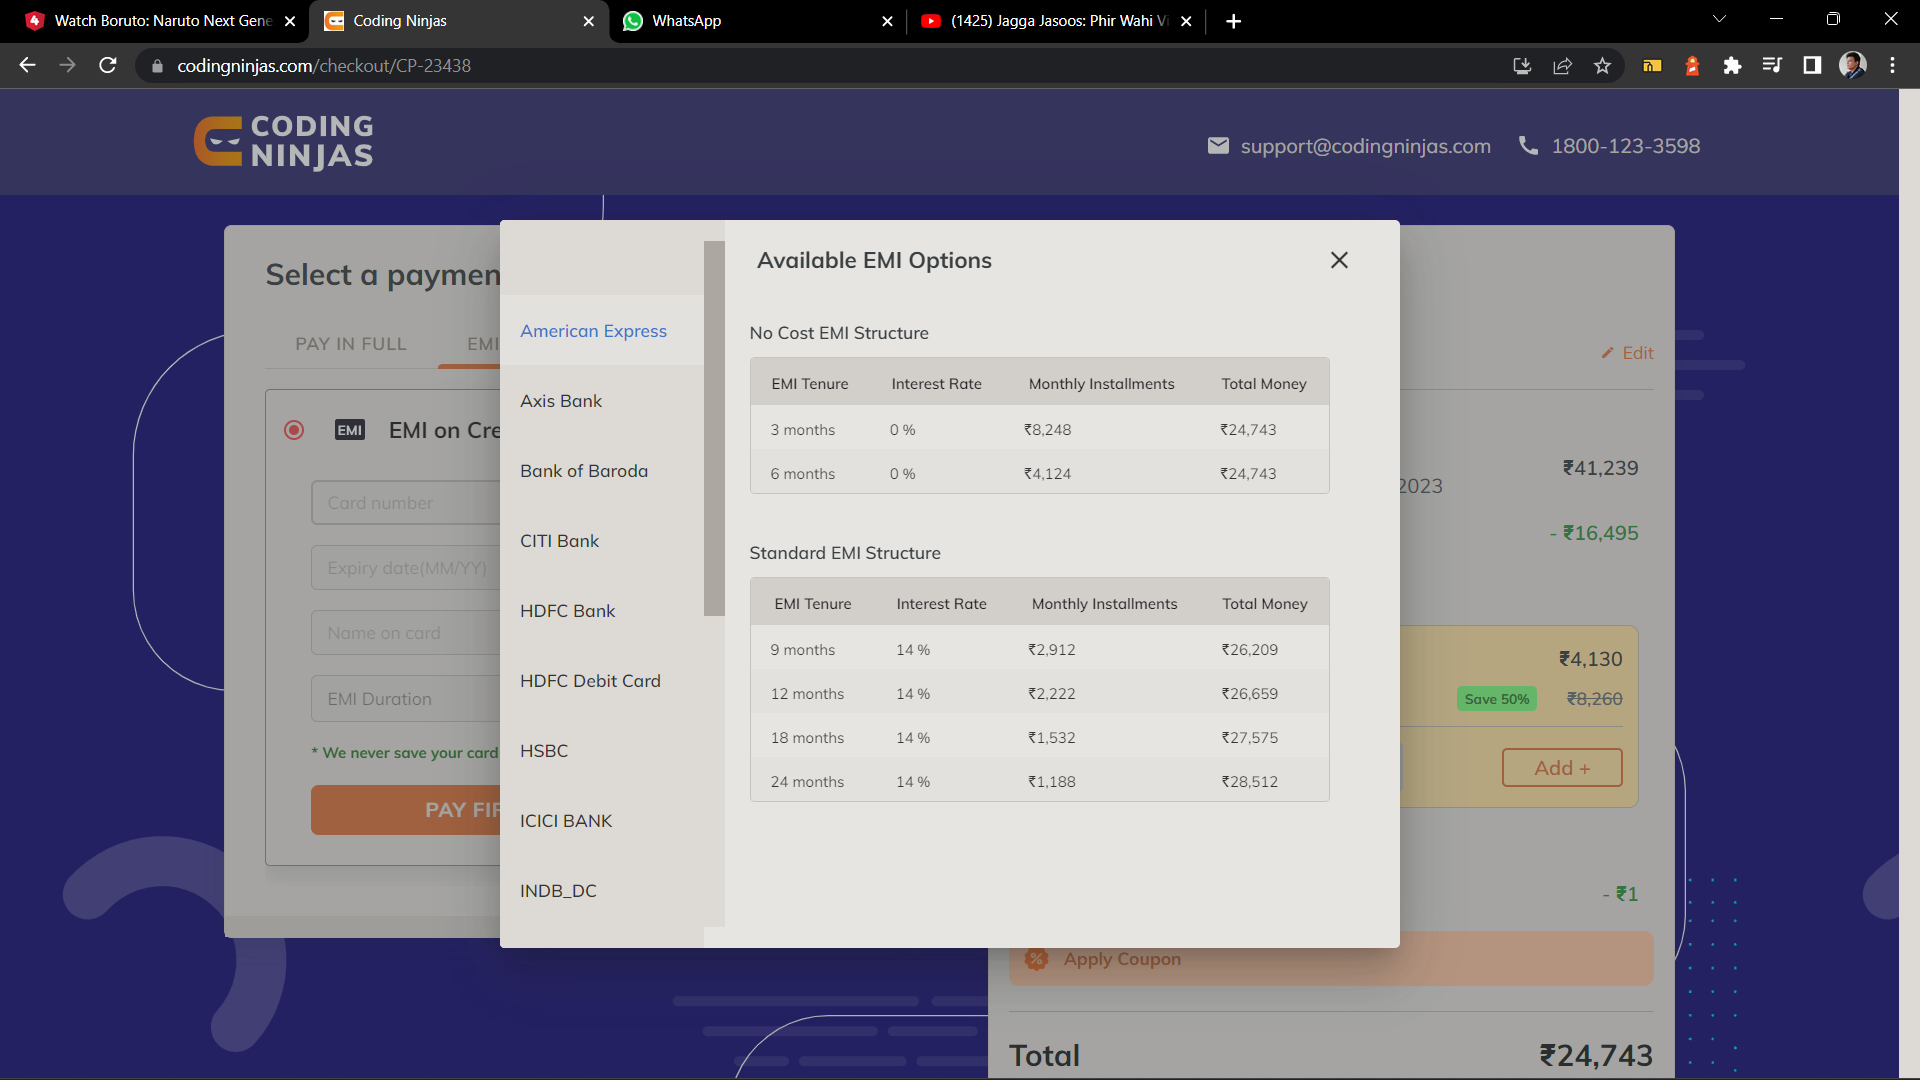 Watch Boruto: Naruto Next Gene
Coding Ninjas
WhatsApp
(1425) Jagga Jasoos: Phir Wahi Vi
codingninjas.com/checkout/CP-23438
CODING
NINJAS
support@codingninjas.com
1800-123-3598
Select a paymen
PAY IN FULL
EMI
EMI
EMI on Cre
Card number
Expiry date(MM/YY)
Name on card
EMI Duration
* We never save your card
PAY FIR
American Express
Axis Bank
Bank of Baroda
CITI Bank
HDFC Bank
HDFC Debit Card
HSBC
ICICI BANK
INDB_DC
Available EMI Options
No Cost EMI Structure
EMI Tenure Interest Rate Monthly Installments Total Money
3 months 0 % ₹8,248 ₹24,743
6 months 0 % ₹4,124 ₹24,743
Standard EMI Structure
EMI Tenure Interest Rate Monthly Installments Total Money
9 months 14 % ₹2,912 ₹26,209
12 months 14 % ₹2,222 ₹26,659
18 months 14 % ₹1,532 ₹27,575
24 months 14 % ₹1,188 ₹28,512
Edit
₹41,239
2023
- ₹16,495
₹4,130
Save 50% ₹8,260
Add +
- ₹1
Apply Coupon
Total ₹24,743